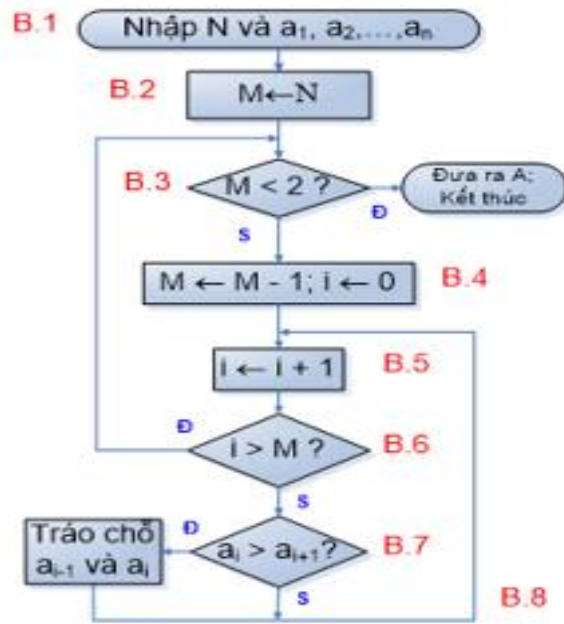 B.1
Nhập N và a₁, a₂,...,aₙ
B.2
M←N
B.3
M < 2 ?
Đưa ra A;
Kết thúc
Đ
S
M ← M - 1; i ← 0
B.4
i ← i + 1
B.5
Đ
i > M ?
B.6
S
Tráo chỗ
aᵢ₋₁ và aᵢ
Đ
aᵢ > aᵢ₊₁?
B.7
S
B.8